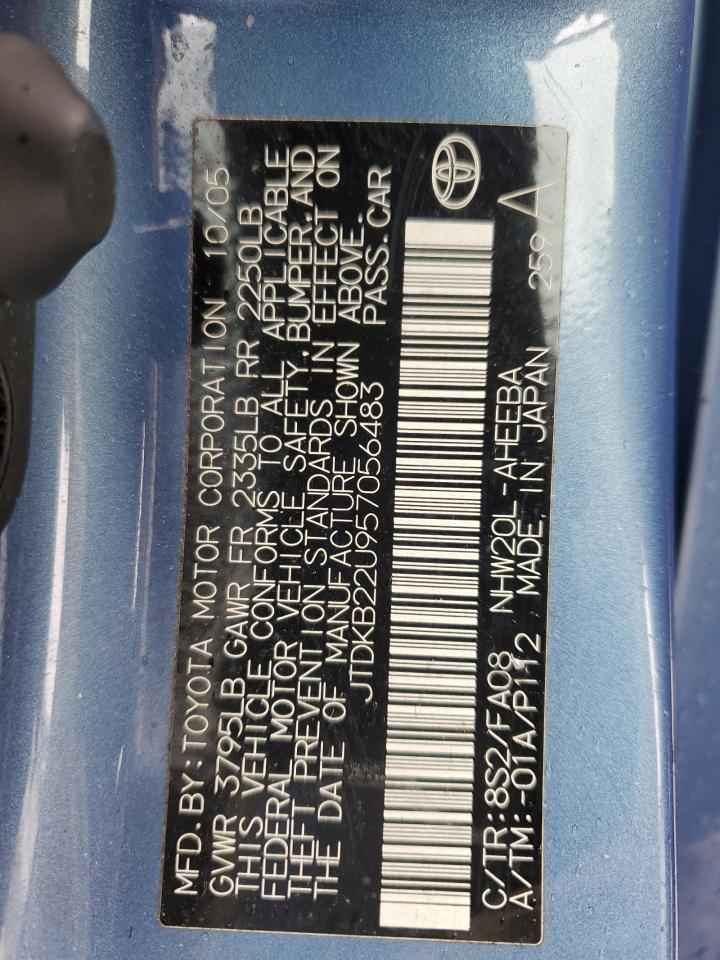 MFD.BY:TOYOTA MOTOR CORPORATION 10/05
GVWR 3795LB GAWR FR 2335LB RR 2250LB
THIS VEHICLE CONFORMS TO ALL APPLICABLE
FEDERAL MOTOR VEHICLE SAFETY,BUMPER,AND
THEFT PREVENTION STANDARDS IN EFFECT ON
THE DATE OF MANUFACTURE SHOWN ABOVE.
JTDKB22U957056483 PASS.CAR
C/TR:8S2/FA08 NHW20L-AHEEBA
A/TM:-01A/P112 MADE IN JAPAN 259 A